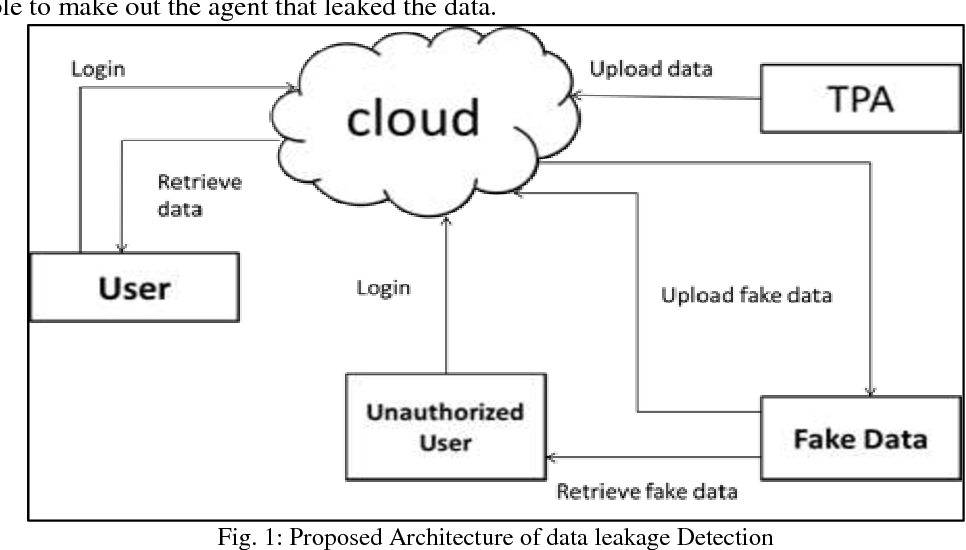 ble to make out the agent that leaked the data.
Login
Upload data
TPA
cloud
Retrieve
data
User
Login
Upload fake data
Unauthorized
User
Fake Data
Retrieve fake data
Fig. 1: Proposed Architecture of data leakage Detection